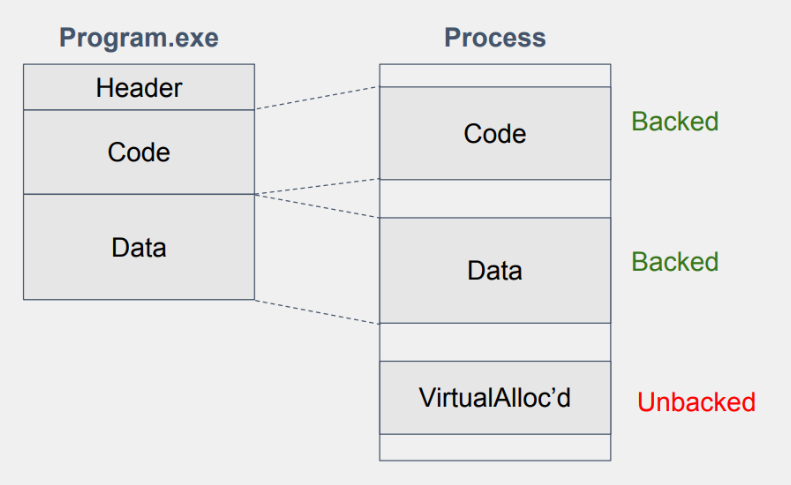 Program.exe
Process
Header
Code
Data
Code
Backed
Data
Backed
VirtualAlloc’d
Unbacked